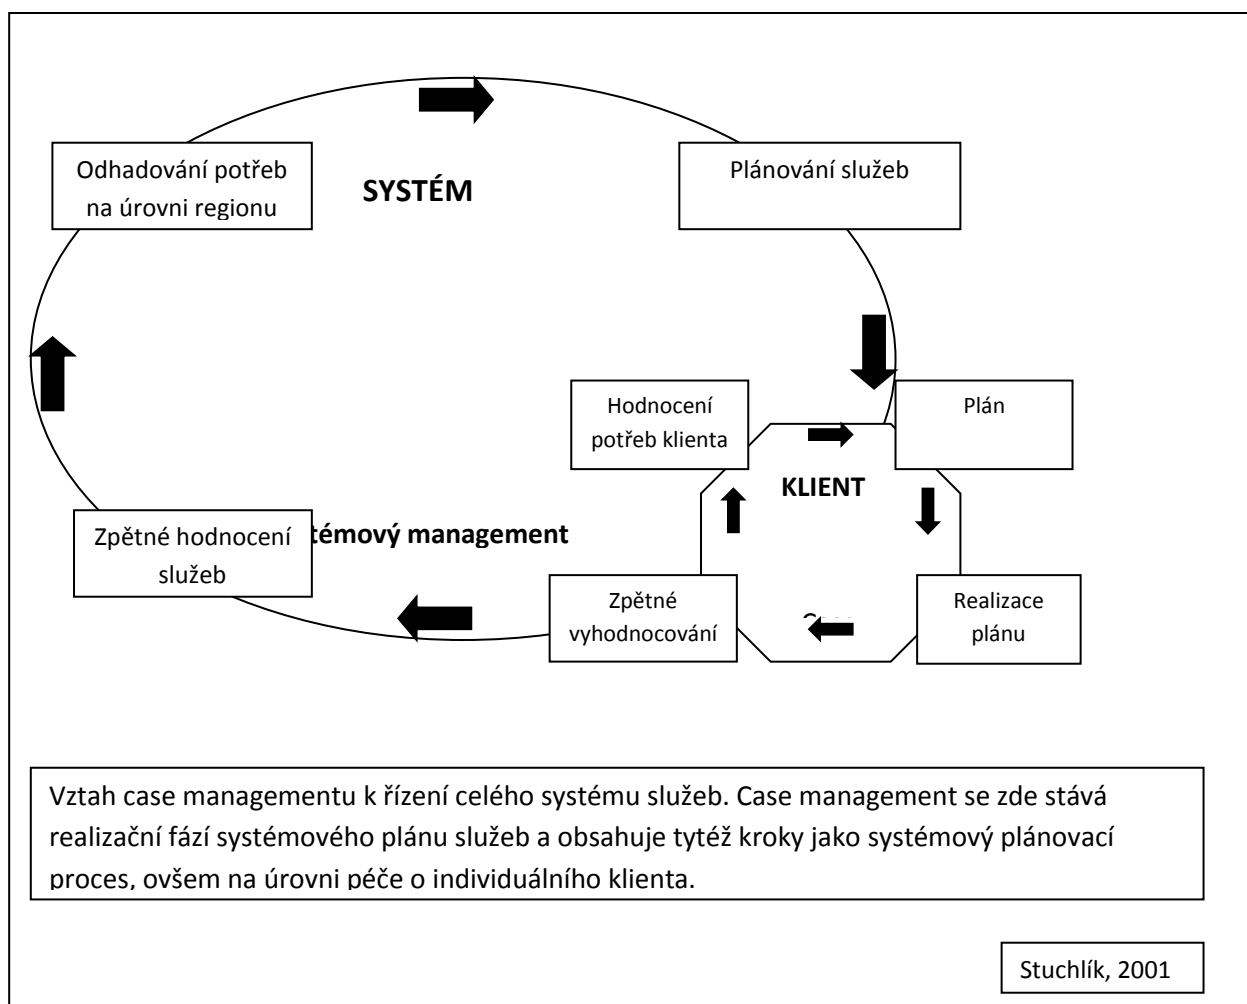 Odhadování potřeb
na úrovni regionu
SYSTÉM
Plánování služeb
Hodnocení
potřeb klienta
Plán
KLIENT
Zpětné hodnocení
služeb
témový management
Zpětné
vyhodnocování
Realizace
plánu
Vztah case managementu k řízení celého systému služeb. Case management se zde stává
realizační fází systémového plánu služeb a obsahuje tytéž kroky jako systémový plánovací
proces, ovšem na úrovni péče o individuálního klienta.
Stuchlík, 2001